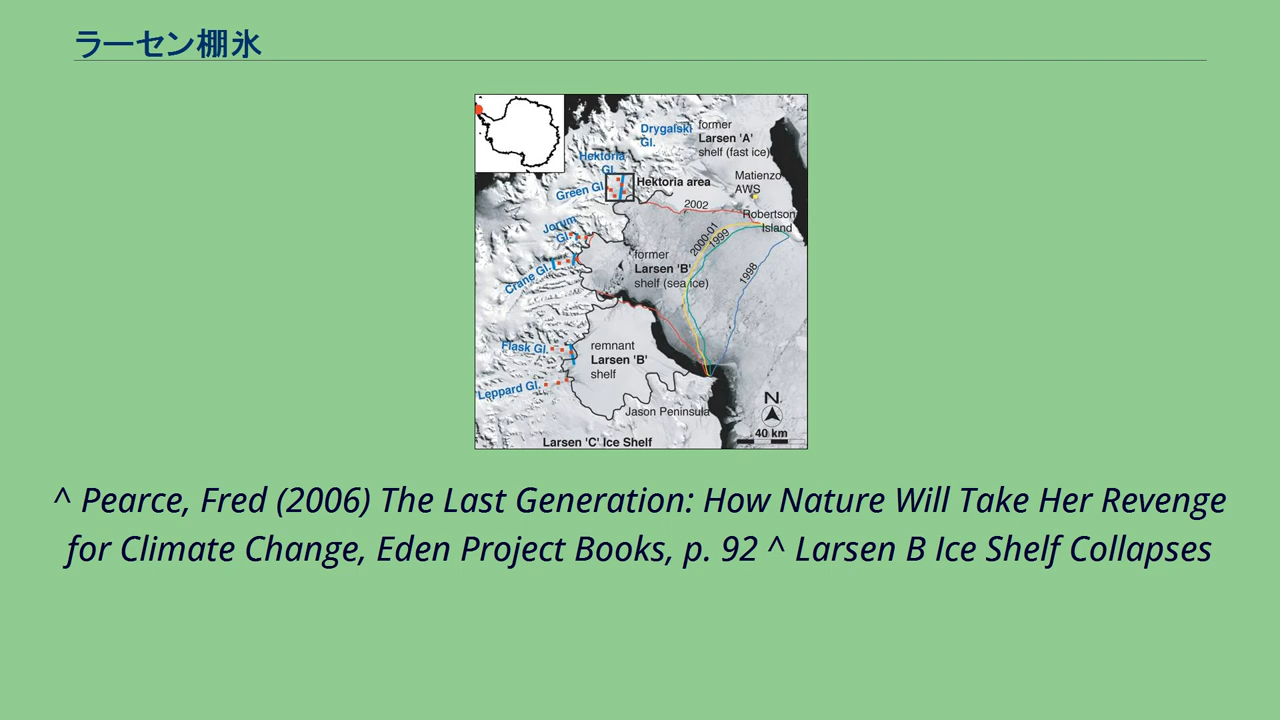 ラーセン棚氷
Drygalski
Gl.
former
Larsen 'A'
shelf (fast ice)
Hektoria
Gl.
Green Gl.
Hektoria area
Matienzo
AWS
2002
Robertson
Island
Jorum
Gl.
2000-01
1999
1998
Crane Gl.
former
Larsen 'B'
shelf (sea ice)
Flask Gl.
remnant
Larsen 'B'
shelf
Leppard Gl.
Jason Peninsula
N
40 km
Larsen 'C' Ice Shelf
^ Pearce, Fred (2006) The Last Generation: How Nature Will Take Her Revenge
for Climate Change, Eden Project Books, p. 92 ^ Larsen B Ice Shelf Collapses